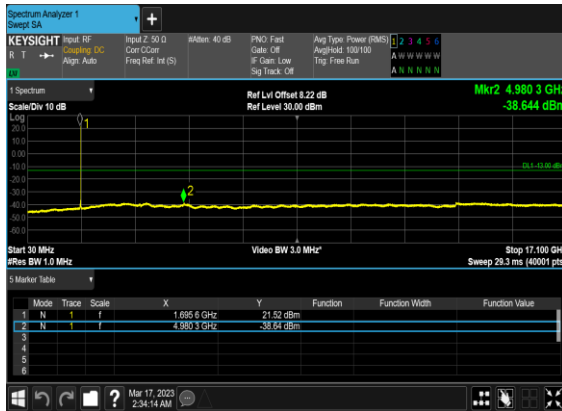 Spectrum Analyzer 1
Swept SA
+
KEYSIGHT
R T
Input: RF
Coupling: DC
Align: Auto
Input Z: 50 Ω
Corr CCorr
Freq Ref: Int (S)
#Atten: 40 dB
PNO: Fast
Gate: Off
IF Gain: Low
Sig Track: Off
Avg Type: Power (RMS)
Avg|Hold: 100/100
Trig: Free Run
1 2 3 4 5 6
A W W W W W
A N N N N N
1 Spectrum
Scale/Div 10 dB
Ref Lvl Offset 8.22 dB
Ref Level 30.00 dBm
Mkr2 4.980 3 GHz
-38.644 dBm
Log
20.0
10.0
0.00
-10.0
-20.0
-30.0
-40.0
-50.0
-60.0
1
2
DL1 -13.00 dBm
Start 30 MHz
#Res BW 1.0 MHz
Video BW 3.0 MHz*
Stop 17.100 GHz
Sweep 29.3 ms (40001 pts)
5 Marker Table
Mode Trace Scale X Y Function Function Width Function Value
1 N 1 f 1.695 6 GHz 21.52 dBm
2 N 1 f 4.980 3 GHz -38.64 dBm
3
4
5
6
?
Mar 17, 2023
2:34:14 AM